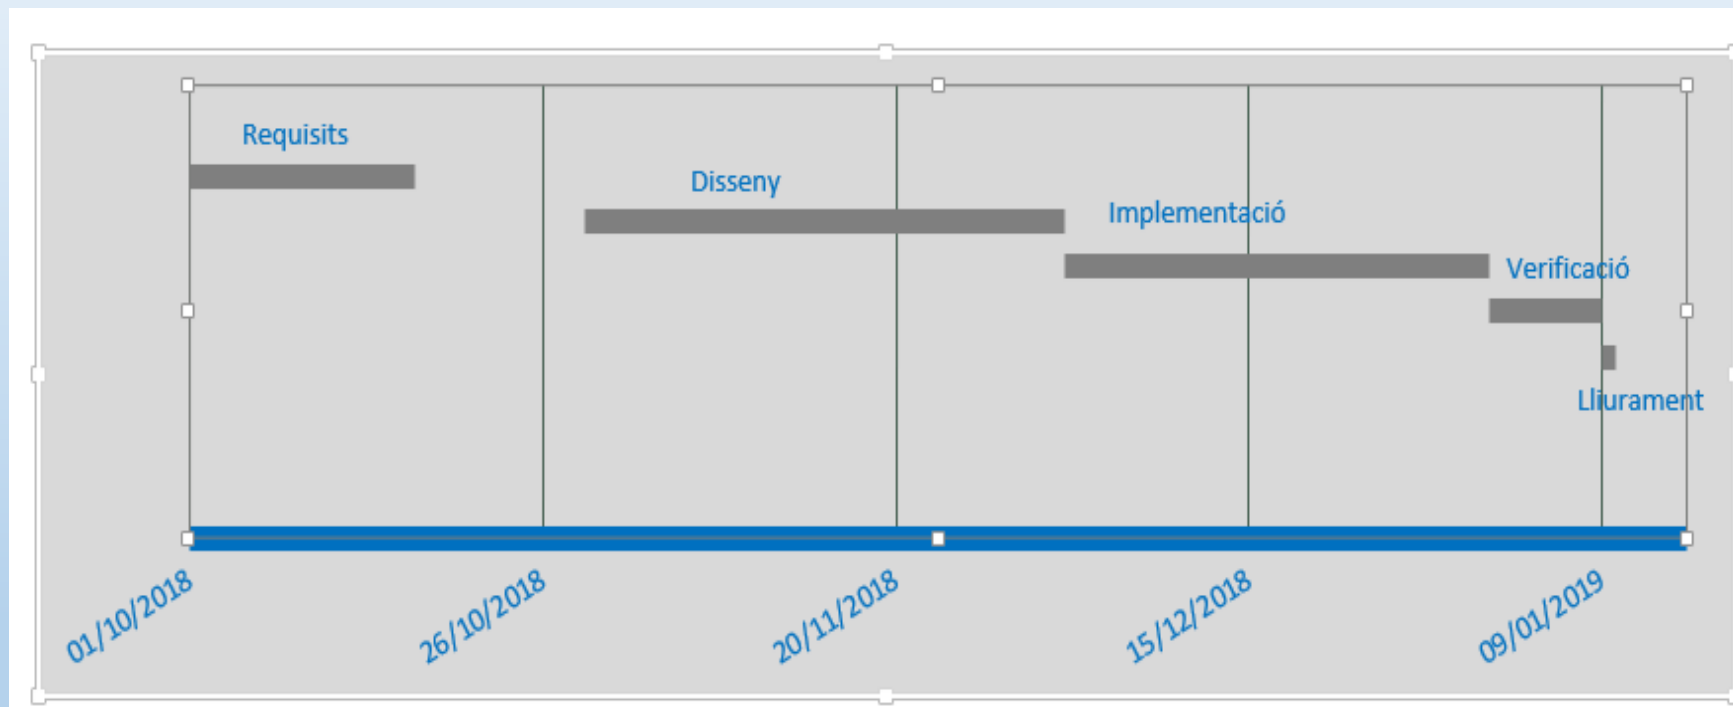 Requisits
Disseny
Implementació
Verificació
Lliurament
01/10/2018
26/10/2018
20/11/2018
15/12/2018
09/01/2019